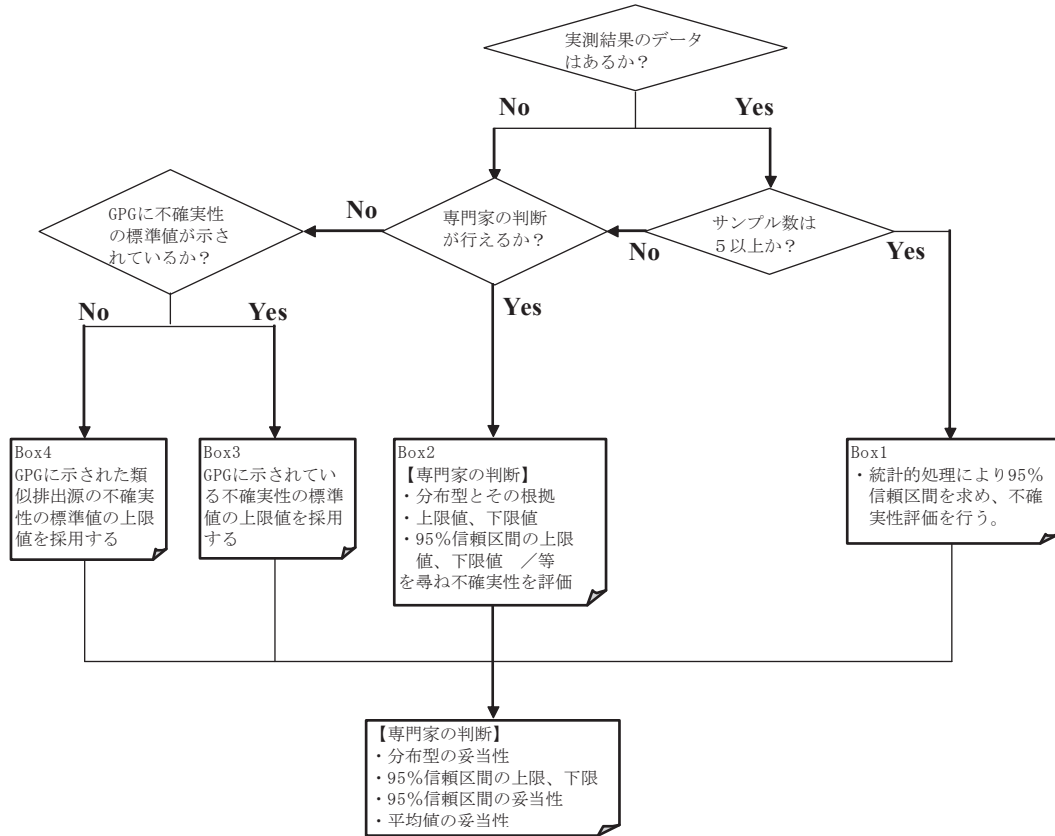 実測結果のデータ
はあるか？
No
Yes
GPGに不確実性
の標準値が示さ
れているか？
No
専門家の判断
が行えるか？
No
サンプル数は
５以上か？
Yes
No
Yes
Yes
Box4
GPGに示された類
似排出源の不確実
性の標準値の上限
値を採用する
Box3
GPGに示されてい
る不確実性の標準
値の上限値を採用
する
Box2
【専門家の判断】
・分布型とその根拠
・上限値、下限値
・95%信頼区間の上限
値、下限値　／等
を尋ね不確実性を評価
Box1
・統計的処理により95%
信頼区間を求め、不確
実性評価を行う。
【専門家の判断】
・分布型の妥当性
・95%信頼区間の上限、下限
・95%信頼区間の妥当性
・平均値の妥当性